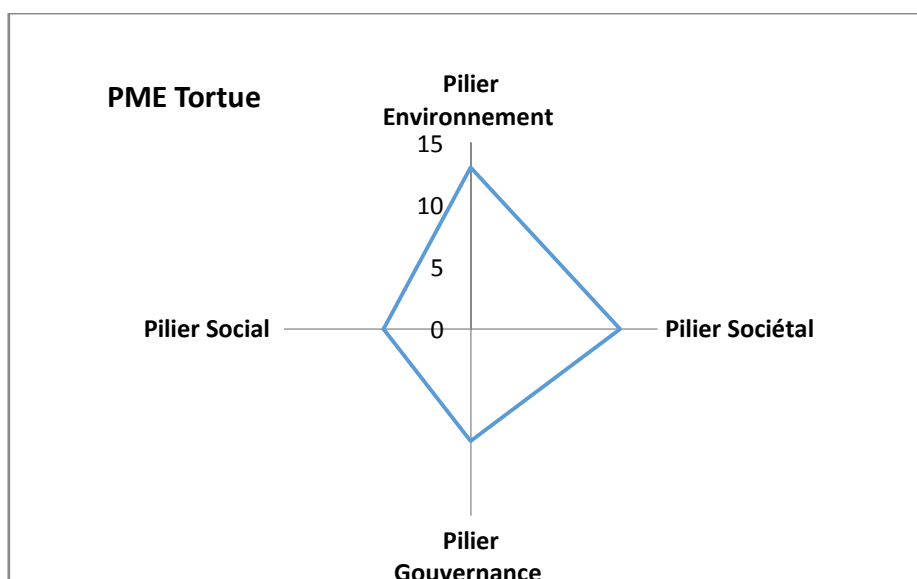 PME Tortue
Pilier
Environnement
15
10
5
0
Pilier Social
Pilier Sociétal
Pilier
Gouvernance